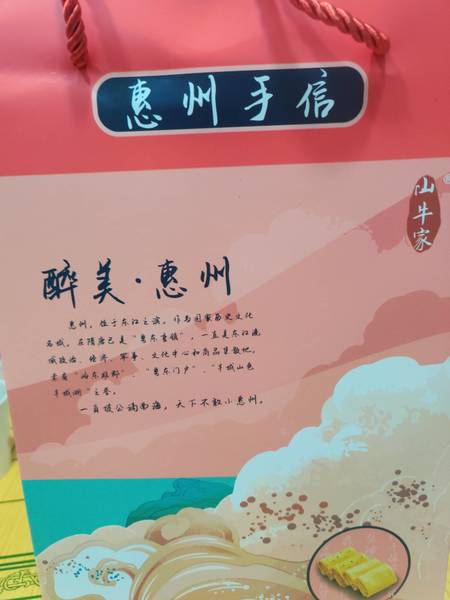 惠州手信
仙牛家
醉美·惠州
惠州，位于东江之滨。作为国家历史文化
名城，在隋唐已是“粤东重镇”，一直是东江流
域政治、经济、军事、文化中心和商品集散地。
素有“岭东雄郡”、“粤东门户”、“半城山色
半城湖”之誉。
一自坡公谪南海，天下不敢小惠州。